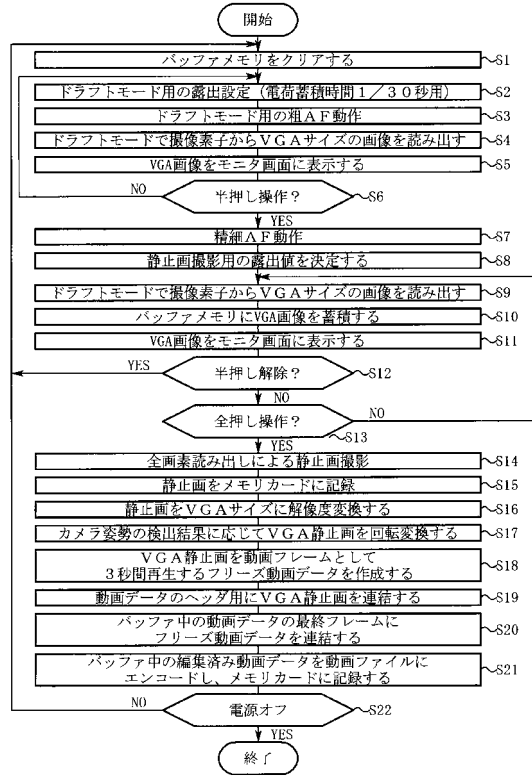 開始
バッファメモリをクリアする
S1
ドラフトモード用の露出設定（電荷蓄積時間１／３０秒用）
S2
ドラフトモード用の粗ＡＦ動作
S3
ドラフトモードで撮像素子からＶＧＡサイズの画像を読み出す
S4
VGA画像をモニタ画面に表示する
S5
NO
半押し操作？
S6
YES
精細ＡＦ動作
S7
静止画撮影用の露出値を決定する
S8
ドラフトモードで撮像素子からＶＧＡサイズの画像を読み出す
S9
バッファメモリにVGA画像を蓄積する
S10
VGA画像をモニタ画面に表示する
S11
YES
半押し解除？
S12
NO
全押し操作？
NO
S13
YES
全画素読み出しによる静止画撮影
S14
静止画をメモリカードに記録
S15
静止画をＶＧＡサイズに解像度変換する
S16
カメラ姿勢の検出結果に応じてＶＧＡ静止画を回転変換する
S17
ＶＧＡ静止画を動画フレームとして
３秒間再生するフリーズ動画データを作成する
S18
動画データのヘッダ用にＶＧＡ静止画を連結する
S19
バッファ中の動画データの最終フレームに
フリーズ動画データを連結する
S20
バッファ中の編集済み動画データを動画ファイルに
エンコードし、メモリカードに記録する
S21
NO
電源オフ
S22
YES
終了